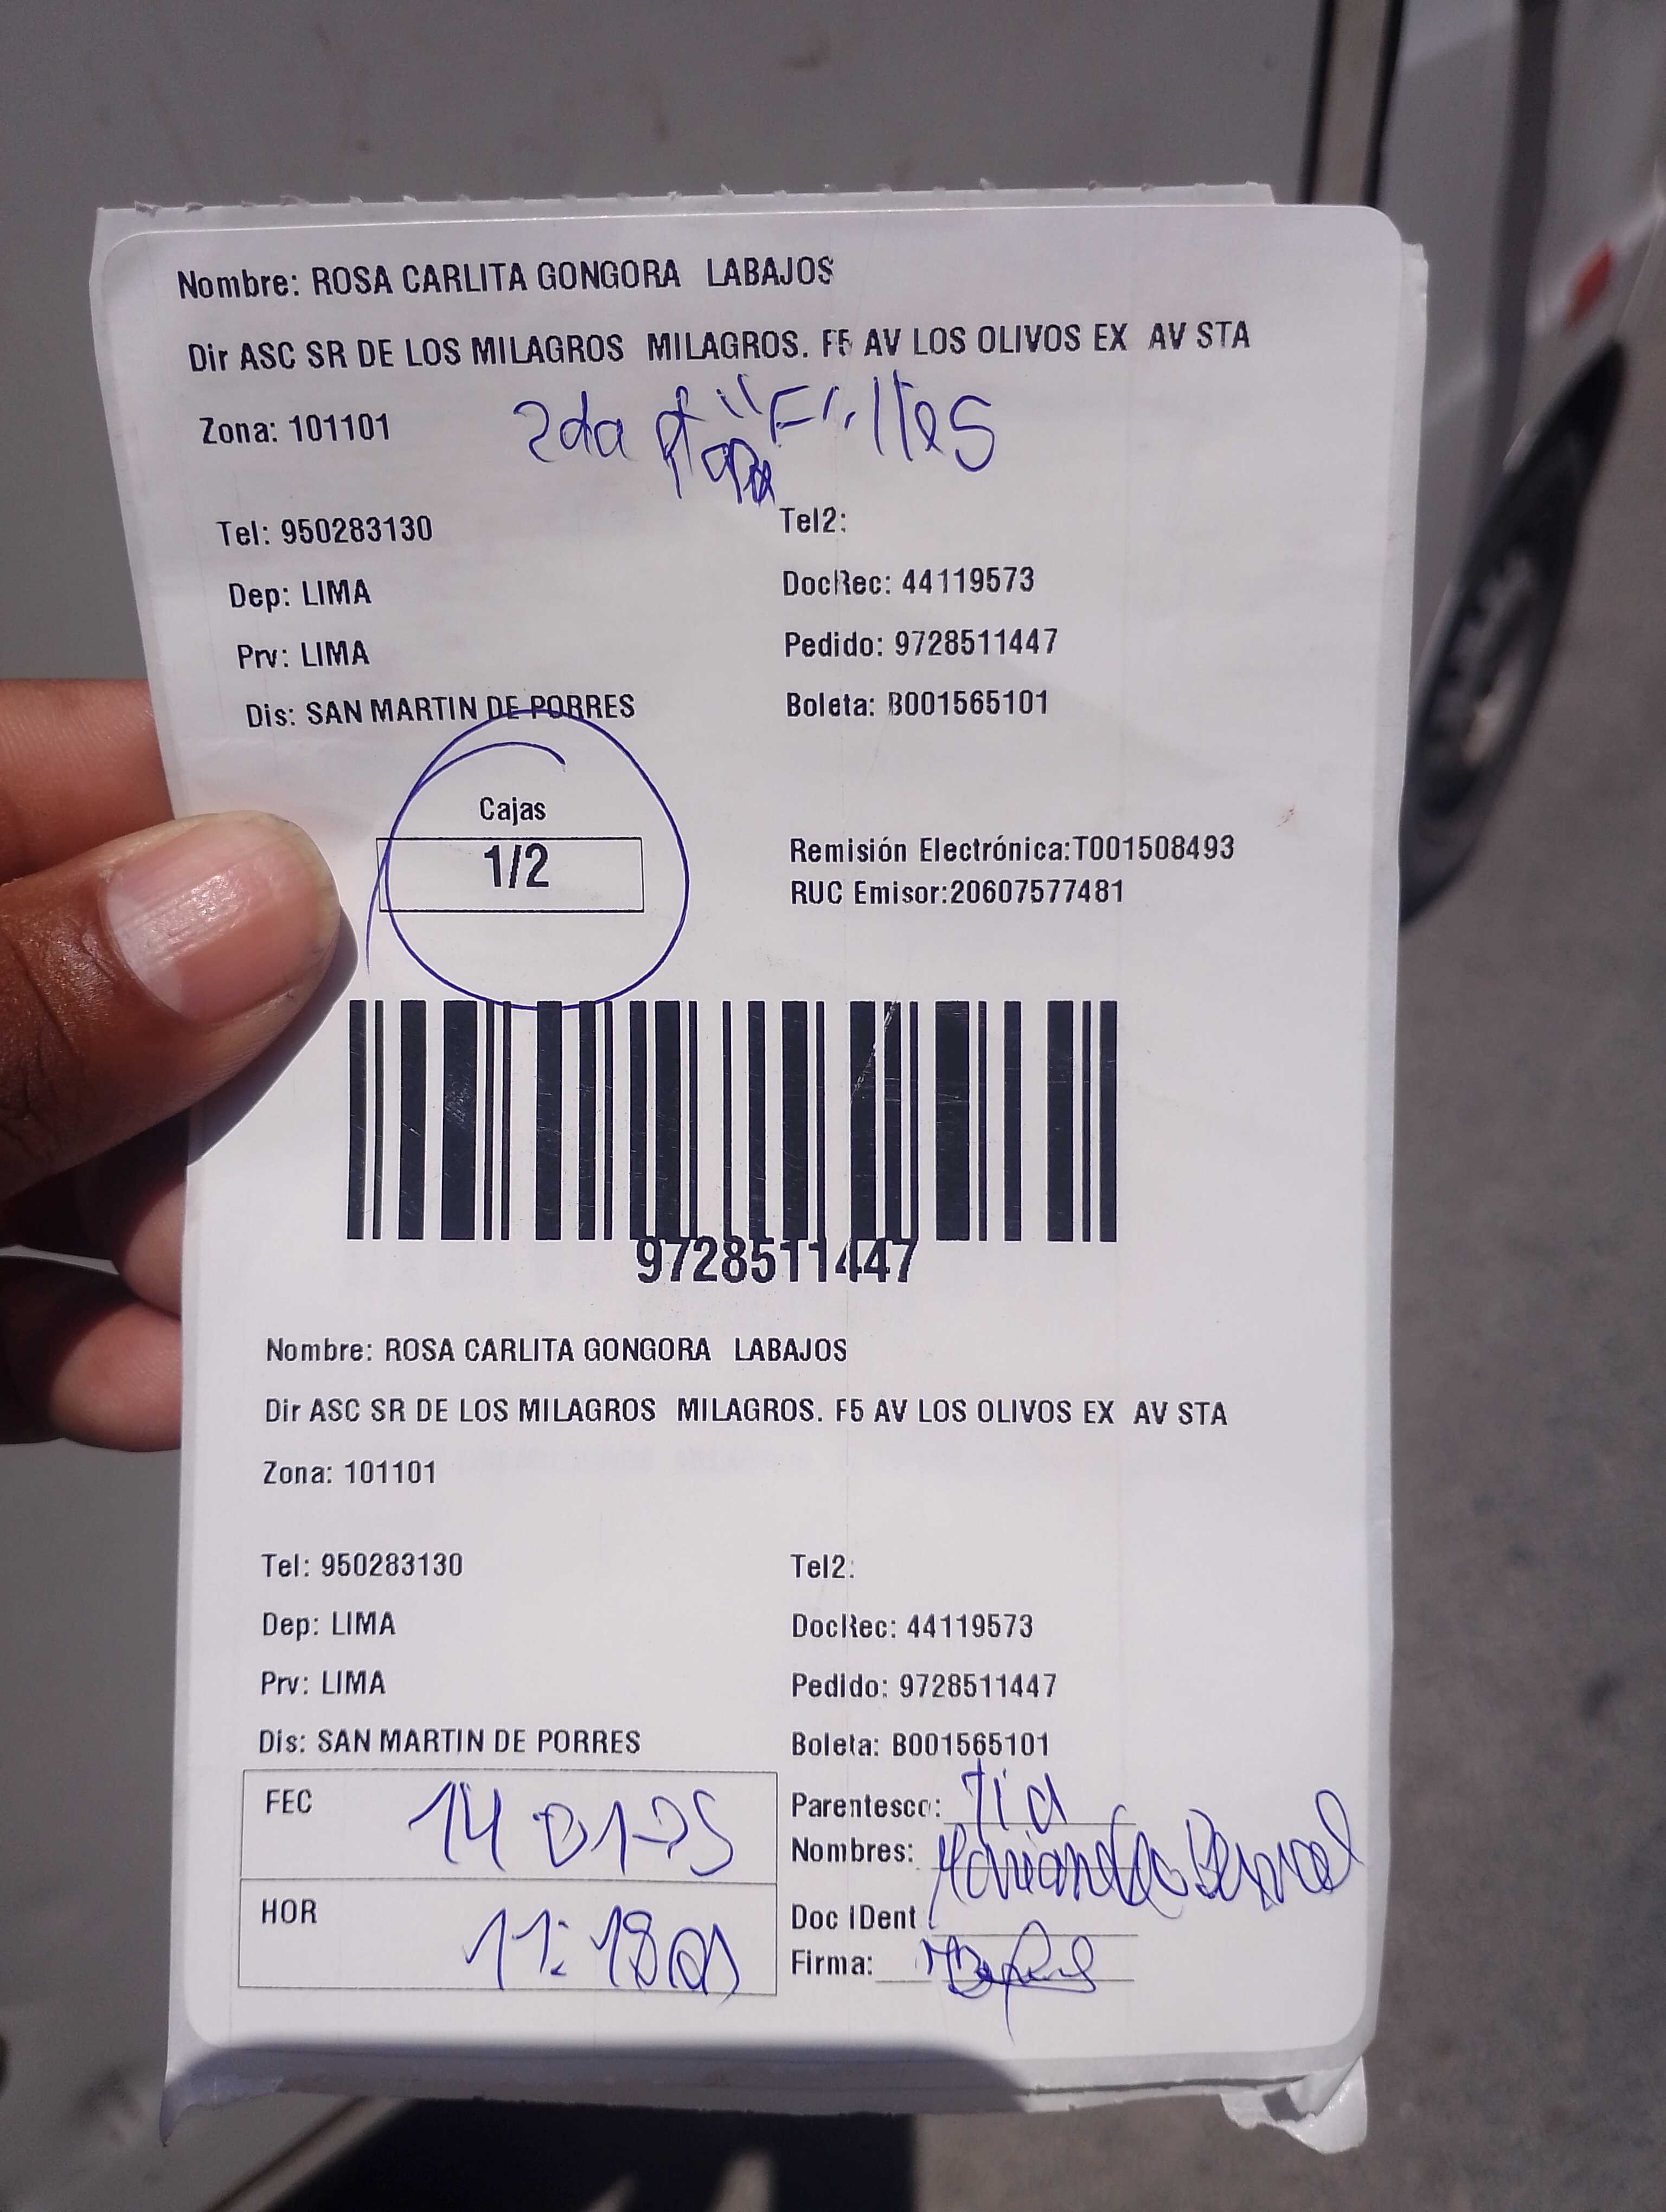 Nombre: ROSA CARLITA GONGORA LABAJOS
Dir ASC SR DE LOS MILAGROS MILAGROS. F5 AV LOS OLIVOS EX AV STA
Zona: 101101
2da etapa
Tel: 950283130 Tel2:
Dep: LIMA DocRec: 44119573
Prv: LIMA Pedido: 9728511447
Dis: SAN MARTIN DE PORRES Boleta: B001565101
Cajas
1/2
Remisión Electrónica:T001508493
RUC Emisor:20607577481
9728511447
Nombre: ROSA CARLITA GONGORA LABAJOS
Dir ASC SR DE LOS MILAGROS MILAGROS. F5 AV LOS OLIVOS EX AV STA
Zona: 101101
Tel: 950283130 Tel2:
Dep: LIMA DocRec: 44119573
Prv: LIMA Pedido: 9728511447
Dis: SAN MARTIN DE PORRES Boleta: B001565101
FEC 14 01-25
Parentesco: tia
Nombres:
HOR 11:18
Doc iDent
Firma: